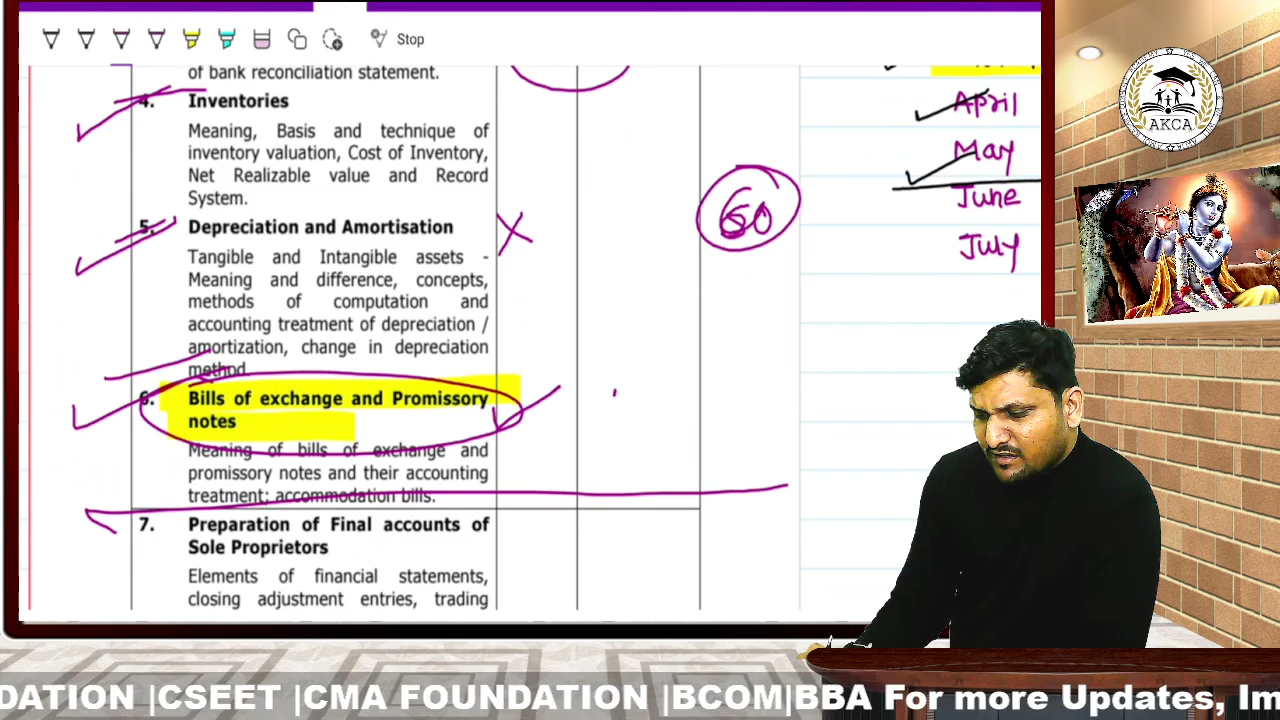 Stop
of bank reconciliation statement.
4. Inventories
Meaning, Basis and technique of
inventory valuation, Cost of Inventory,
Net Realizable value and Record
System.
5. Depreciation and Amortisation
Tangible and Intangible assets -
Meaning and difference, concepts,
methods of computation and
accounting treatment of depreciation /
amortization, change in depreciation
method.
6. Bills of exchange and Promissory
notes
Meaning of bills of exchange and
promissory notes and their accounting
treatment; accommodation bills.
7. Preparation of Final accounts of
Sole Proprietors
Elements of financial statements,
closing adjustment entries, trading
60
April
May
June
July
AKCA
DATION |CSEET |CMA FOUNDATION |BCOM|BBA For more Updates, Im